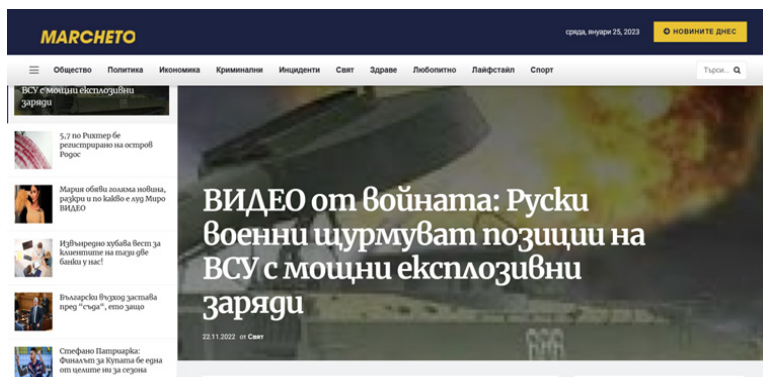 MARCHETO
сряда, януари 25, 2023
НОВИНИТЕ ДНЕС
Общество Политика Икономика Криминални Инциденти Свят Здраве Любопитно Лайфстайл Спорт
Търси...
ВСУ с мощни експлозивни
заряди
5,7 по Рихтер бе
регистрирано на остров
Родос
Мария обяви голяма новина,
разкри и по какво е луд Миро
ВИДЕО
Извънредно хубава вест за
клиентите на тази две
банки у нас!
Български възход застава
пред “съда“, ето защо
Стефано Патриарка:
Финалът за Купата бе една
от целите ни за сезона
ВИДЕО от войната: Руски
военни щурмуват позиции на
ВСУ с мощни експлозивни
заряди
22.11.2022 от Свят